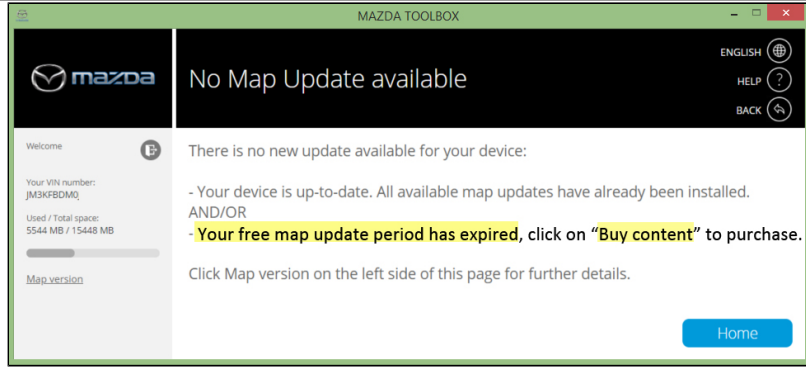 MAZDA TOOLBOX
mazda
No Map Update available
ENGLISH
HELP ?
BACK
Welcome
Your VIN number:
JM3KFBDM0
Used / Total space:
5544 MB / 15448 MB
Map version
There is no new update available for your device:
- Your device is up-to-date. All available map updates have already been installed.
AND/OR
- Your free map update period has expired, click on “Buy content” to purchase.
Click Map version on the left side of this page for further details.
Home